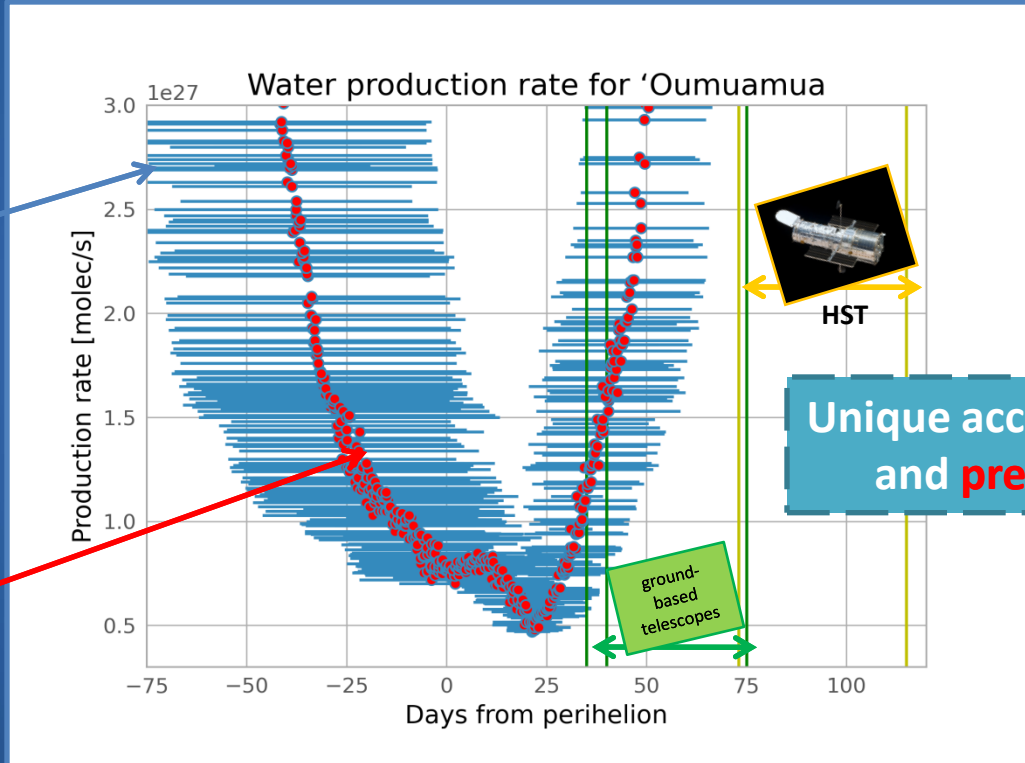 Water production rate for ‘Oumuamua
1e27
3.0
2.5
2.0
1.5
1.0
0.5
Production rate [molec/s]
−75 −50 −25 0 25 50 75 100
Days from perihelion
HST
ground-
based
telescopes
Unique acc
and pre